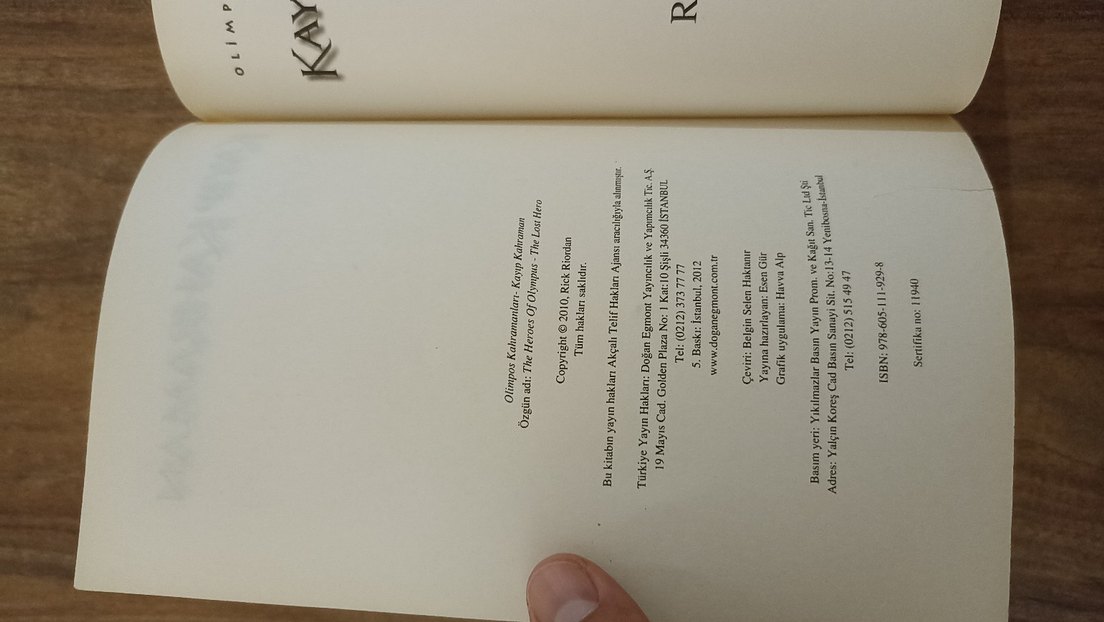 Olimpos Kahramanları- Kayıp Kahraman
Özgün adı: The Heroes Of Olympus - The Lost Hero
Copyright © 2010, Rick Riordan
Tüm hakları saklıdır.
Bu kitabın yayın hakları Akçalı Telif Hakları Ajansı aracılığıyla alınmıştır.
Türkiye Yayın Hakları: Doğan Egmont Yayıncılık ve Yapımcılık Tic. A.Ş.
19 Mayıs Cad. Golden Plaza No: 1 Kat:10 Şişli 34360 İSTANBUL
Tel: (0212) 373 77 77
5. Baskı: İstanbul, 2012
www.doganegmont.com.tr
Çeviri: Belgin Selen Haktanır
Yayına hazırlayan: Esen Gür
Grafik uygulama: Havva Alp
Basım yeri: Yıkılmazlar Basın Yayın Prom. ve Kağıt San. Tic Ltd Şti
Adres: Yalçın Koreş Cad Basın Sanayi Sit. No:13-14 Yenibosna-İstanbul
Tel: (0212) 515 49 47
ISBN: 978-605-111-929-8
Sertifika no: 11940
OLİMP
KAY
R